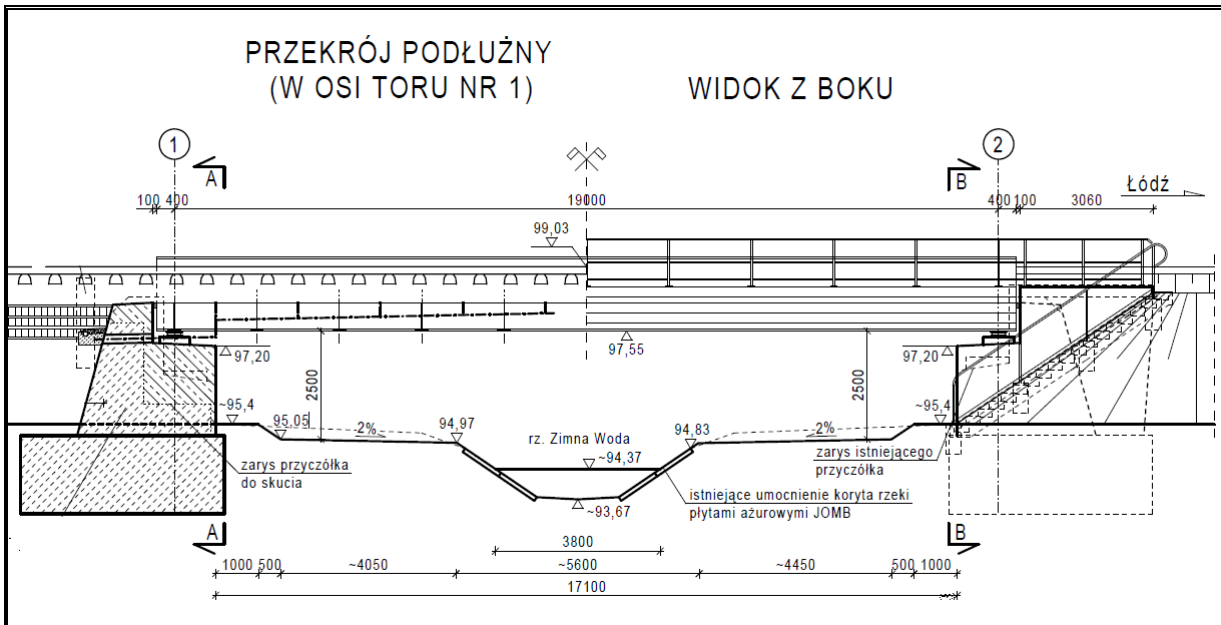 PRZEKRÓJ PODŁUŻNY
(W OSI TORU NR 1)
WIDOK Z BOKU
1
2
A
B
Łódź
100 400
19000
400 100
3060
99,03
97,20
97,55
97,20
2500
2500
~95,4
95,05
2%
94,97
rz. Zimna Woda
94,83
2%
~95,4
~94,37
zarys przyczółka
do skucia
zarys istniejącego
przyczółka
istniejące umocnienie koryta rzeki
płytami ażurowymi JOMB
~93,67
A
B
3800
1000 500
~4050
~5600
~4450
500 1000
17100